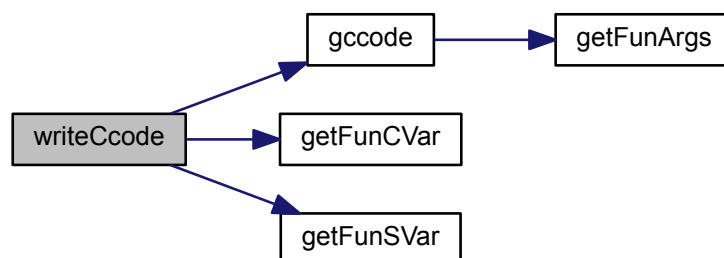 gccode
getFunArgs
writeCcode
getFunCVar
getFunSVar